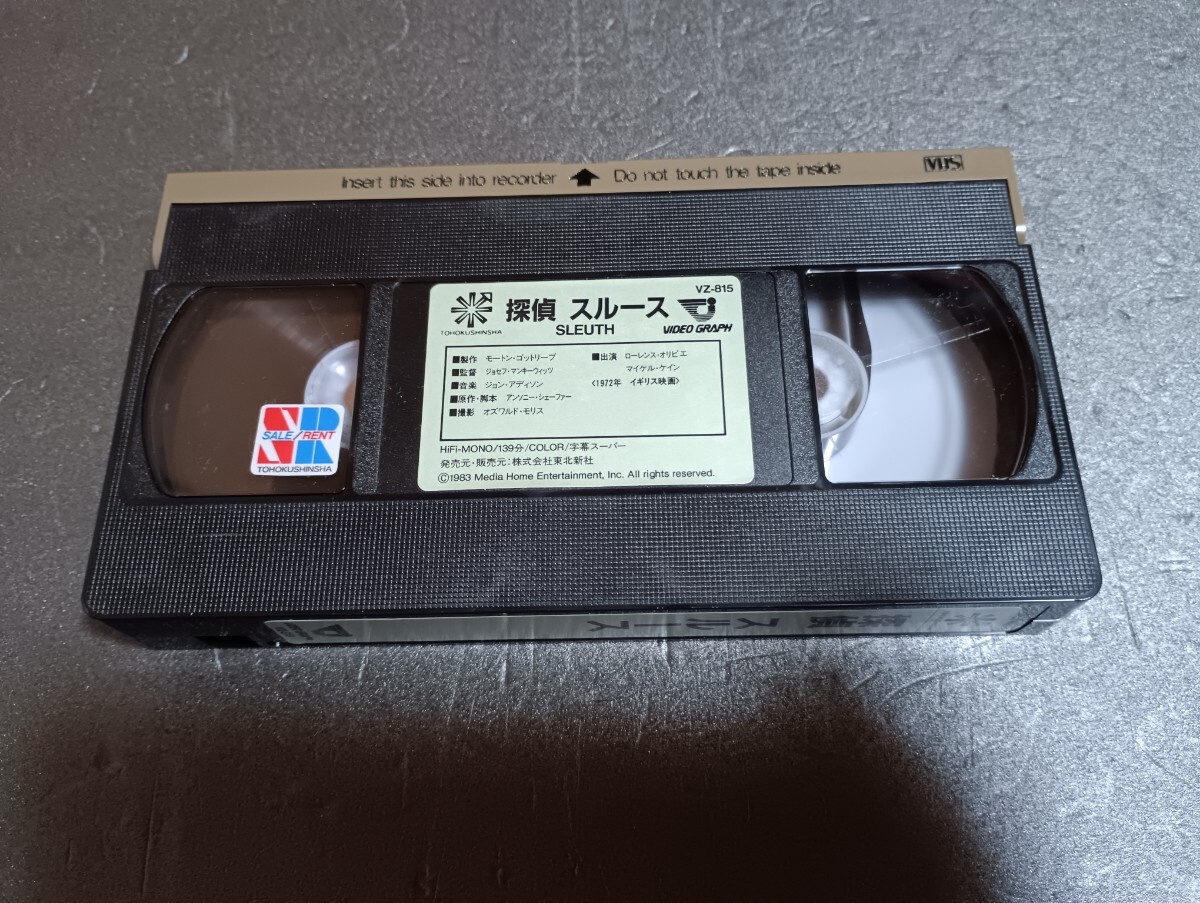 Insert this side into recorder Do not touch the tape inside VHS
VZ-815
TOHOKUSHINSHA
探偵 スルース
SLEUTH
VIDEO GRAPH
■製作 モートン・ゴットリーブ
■監督 ジョセフ・マンキーウィッツ
■音楽 ジョン・アディソン
■原作・脚本 アンソニー・シェーファー
■撮影 オズワルド・モリス
■出演 ローレンス・オリビエ
マイケル・ケイン
〈1972年 イギリス映画〉
HiFi-MONO/139分/COLOR/字幕スーパー
発売元・販売元:株式会社東北新社
©1983 Media Home Entertainment, Inc. All rights reserved.
SR
SALE/RENT
TOHOKUSHINSHA
探偵 スルース